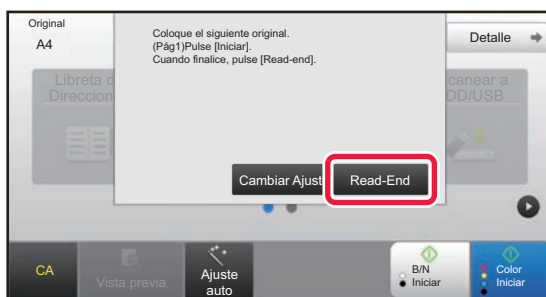 Original
A4
Coloque el siguiente original.
(Pág1)Pulse [Iniciar].
Cuando finalice, pulse [Read-end].
Detalle
Libreta d
Direccion
canear a
DD/USB
Cambiar Ajust
Read-End
CA
Vista previa
Ajuste
auto
B/N
Iniciar
Color
Iniciar